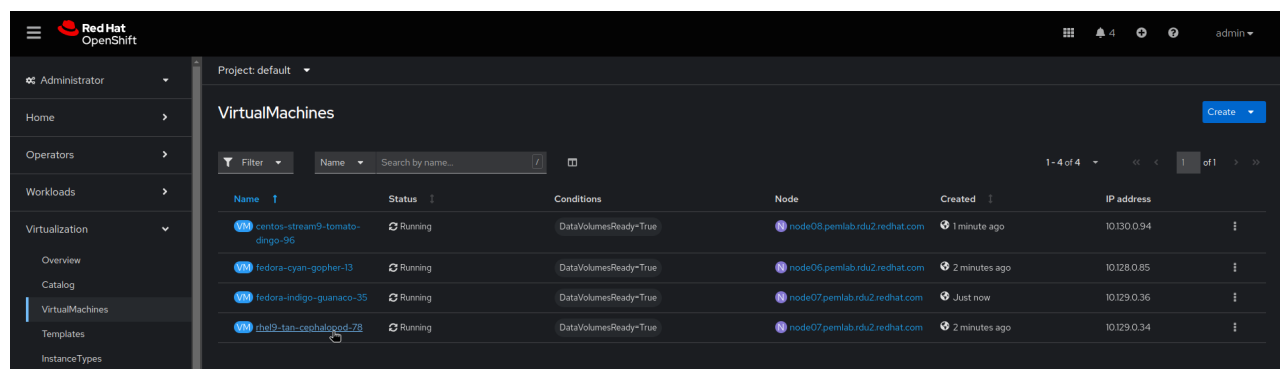 Red Hat
OpenShift
4
admin
Administrator
Project: default
Home
VirtualMachines
Create
Operators
Filter
Name
Search by name...
/
1 - 4 of 4
«
‹
1
of 1
›
»
Workloads
Name Status Conditions Node Created IP address
Virtualization
VM centos-stream9-tomato-dingo-96 Running DataVolumesReady=True N node08.pemlab.rdu2.redhat.com 1 minute ago 10.130.0.94
Overview
VM fedora-cyan-gopher-13 Running DataVolumesReady=True N node06.pemlab.rdu2.redhat.com 2 minutes ago 10.128.0.85
Catalog
VM fedora-indigo-guanaco-35 Running DataVolumesReady=True N node07.pemlab.rdu2.redhat.com Just now 10.129.0.36
VirtualMachines
VM rhel9-tan-cephalopod-78 Running DataVolumesReady=True N node07.pemlab.rdu2.redhat.com 2 minutes ago 10.129.0.34
Templates
InstanceTypes